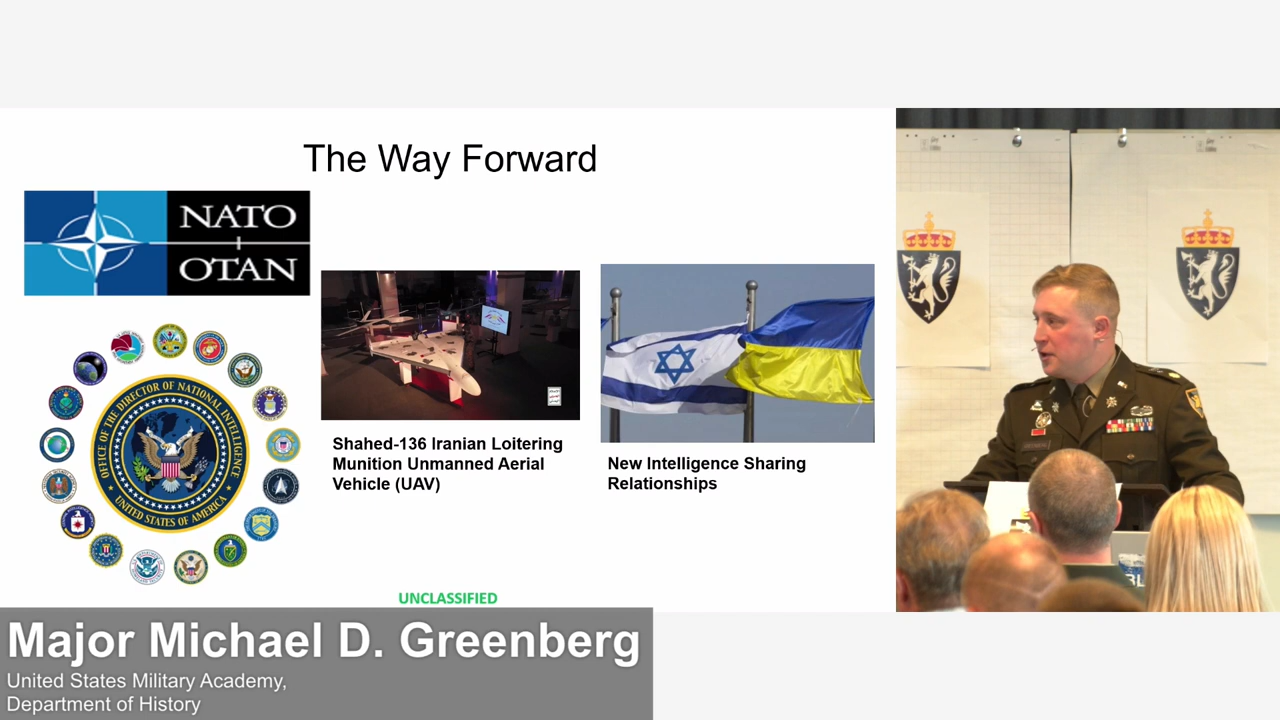 The Way Forward
NATO
OTAN
OFFICE OF THE DIRECTOR OF NATIONAL INTELLIGENCE
UNITED STATES OF AMERICA
Shahed-136 Iranian Loitering
Munition Unmanned Aerial
Vehicle (UAV)
New Intelligence Sharing
Relationships
UNCLASSIFIED
Major Michael D. Greenberg
United States Military Academy,
Department of History